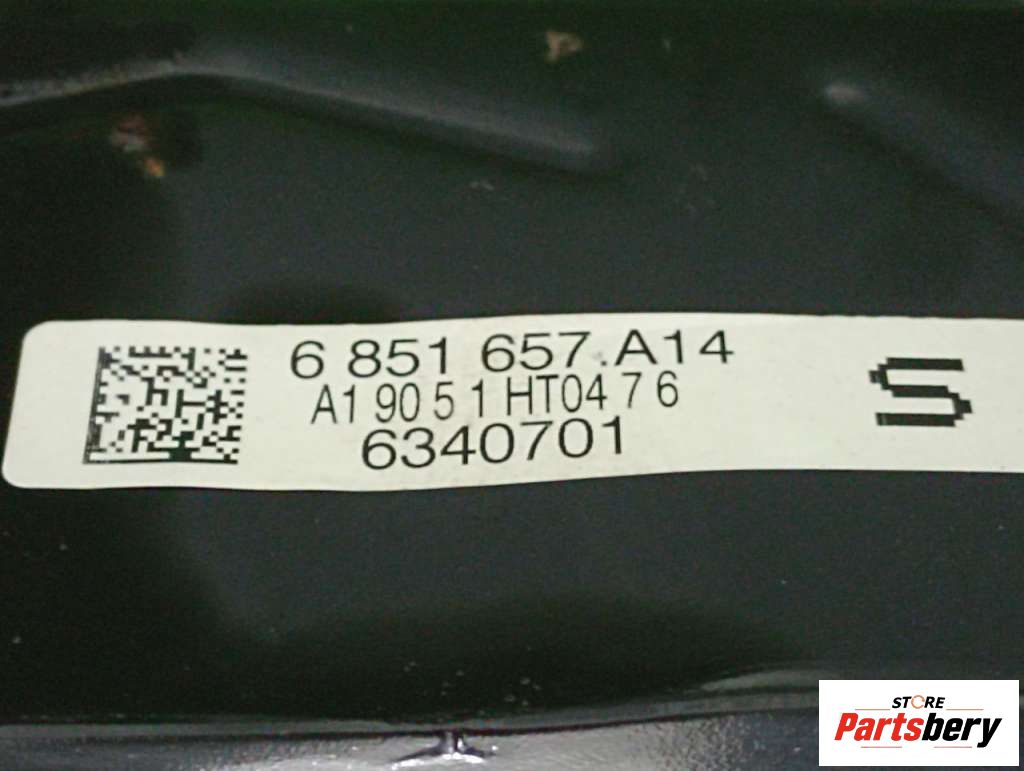 6 851 657.A14
A1 90 5 1 HT04 7 6
6340701
S
STORE
Partsbery